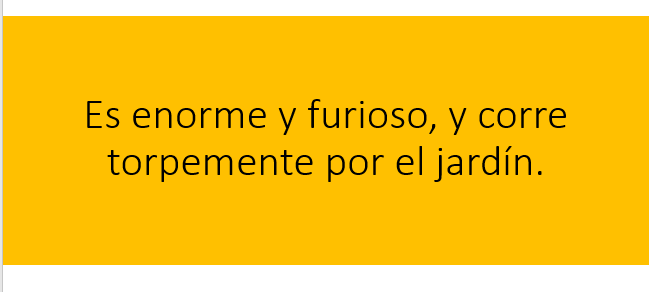 Es enorme y furioso, y corre
torpemente por el jardín.